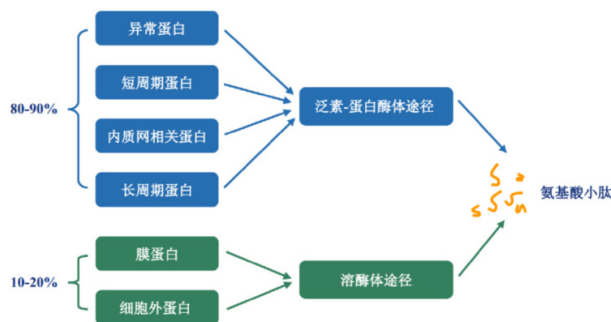 异常蛋白
短周期蛋白
80-90%
泛素-蛋白酶体途径
内质网相关蛋白
长周期蛋白
氨基酸小肽
膜蛋白
10-20%
溶酶体途径
细胞外蛋白